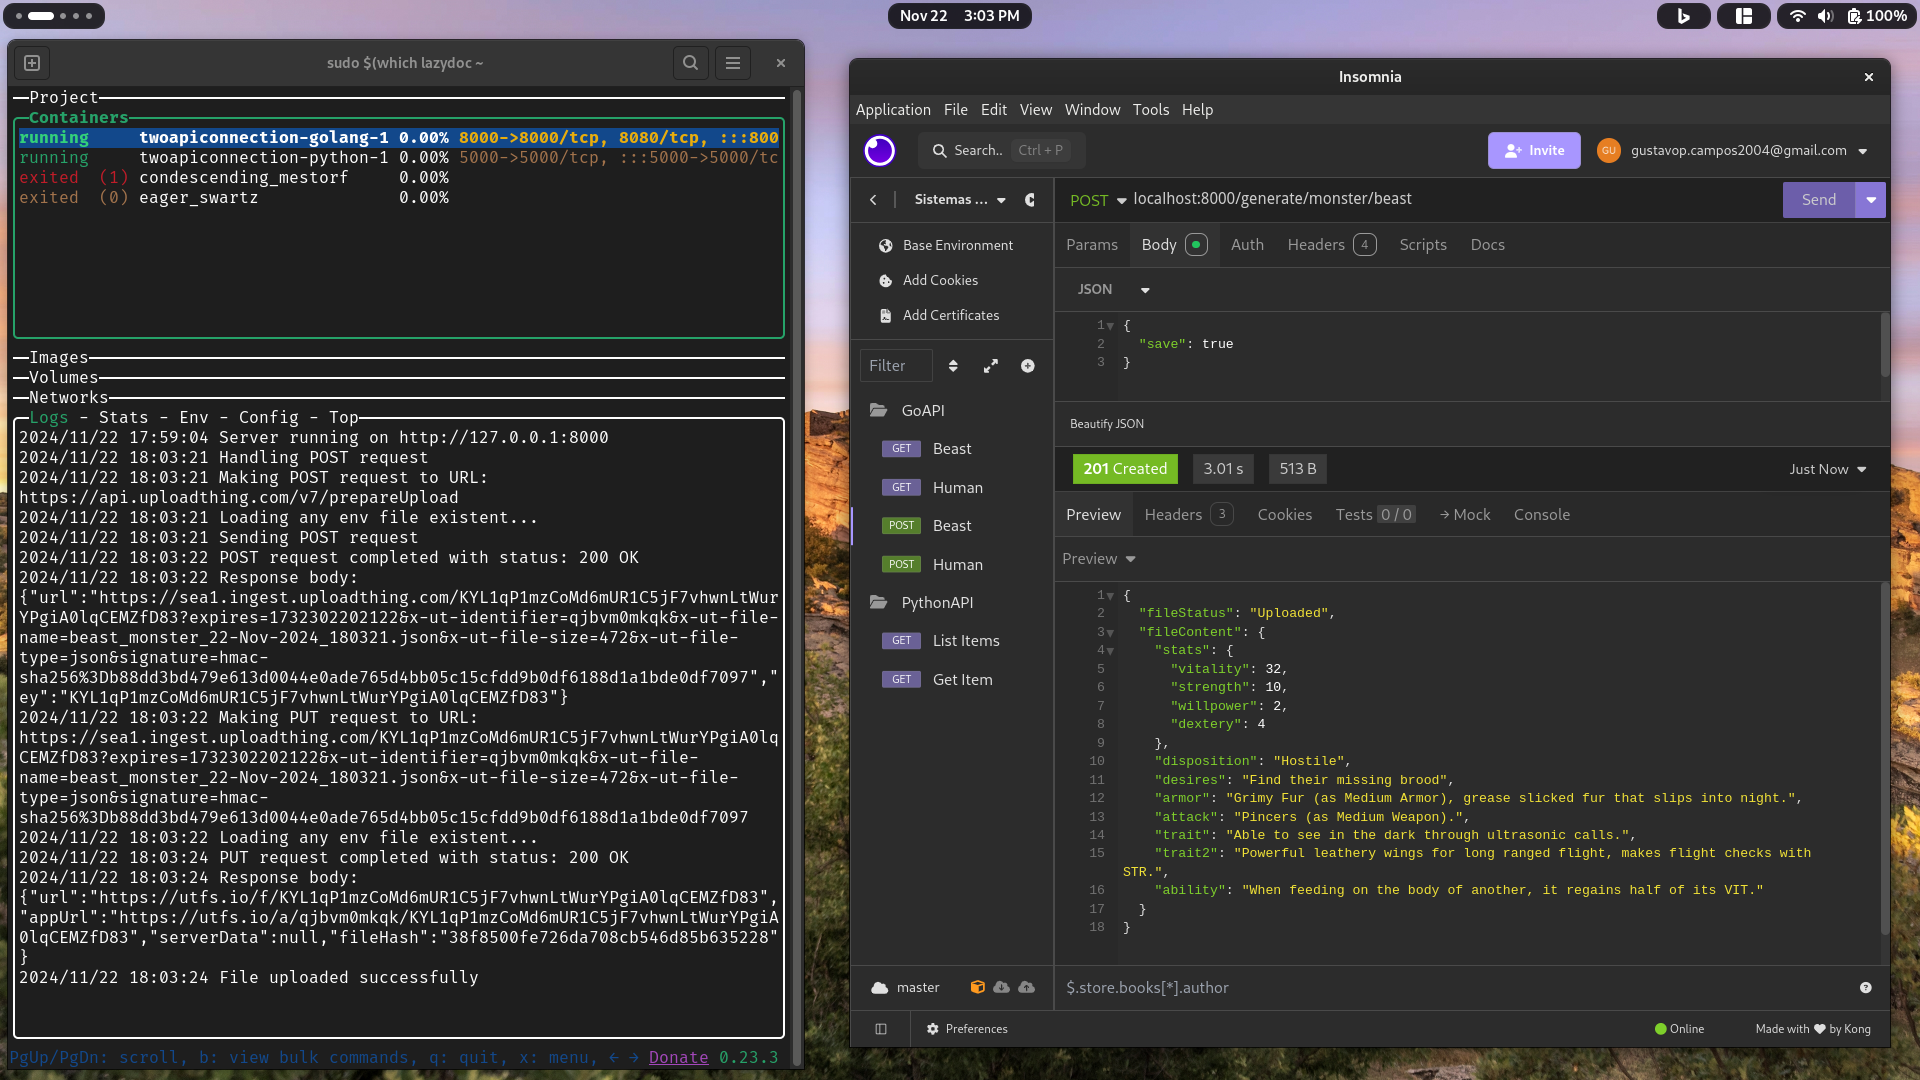 Nov 22 3:03 PM
100%
sudo $(which lazydoc ~
Project
Containers
running twoapiconnection-golang-1 0.00% 8000->8000/tcp, 8080/tcp, :::800
running twoapiconnection-python-1 0.00% 5000->5000/tcp, :::5000->5000/tc
exited (1) condescending_mestorf 0.00%
exited (0) eager_swartz 0.00%
Images
Volumes
Networks
Logs - Stats - Env - Config - Top
2024/11/22 17:59:04 Server running on http://127.0.0.1:8000
2024/11/22 18:03:21 Handling POST request
2024/11/22 18:03:21 Making POST request to URL:
https://api.uploadthing.com/v7/prepareUpload
2024/11/22 18:03:21 Loading any env file existent...
2024/11/22 18:03:21 Sending POST request
2024/11/22 18:03:22 POST request completed with status: 200 OK
2024/11/22 18:03:22 Response body:
{"url":"https://sea1.ingest.uploadthing.com/KYL1qP1mzCoMd6mUR1C5jF7vhwnLtWur
YPgiA0lqCEMZfD83?expires=1732302202122&x-ut-identifier=qjbvm0mkqk&x-ut-file-
name=beast_monster_22-Nov-2024_180321.json&x-ut-file-size=472&x-ut-file-
type=json&signature=hmac-
sha256%3Db88dd3bd479e613d0044e0ade765d4bb05c15cfdd9b0df6188d1a1bde0df7097","
ey":"KYL1qP1mzCoMd6mUR1C5jF7vhwnLtWurYPgiA0lqCEMZfD83"}
2024/11/22 18:03:22 Making PUT request to URL:
https://sea1.ingest.uploadthing.com/KYL1qP1mzCoMd6mUR1C5jF7vhwnLtWurYPgiA0lq
CEMZfD83?expires=1732302202122&x-ut-identifier=qjbvm0mkqk&x-ut-file-
name=beast_monster_22-Nov-2024_180321.json&x-ut-file-size=472&x-ut-file-
type=json&signature=hmac-
sha256%3Db88dd3bd479e613d0044e0ade765d4bb05c15cfdd9b0df6188d1a1bde0df7097
2024/11/22 18:03:22 Loading any env file existent...
2024/11/22 18:03:24 PUT request completed with status: 200 OK
2024/11/22 18:03:24 Response body:
{"url":"https://utfs.io/f/KYL1qP1mzCoMd6mUR1C5jF7vhwnLtWurYPgiA0lqCEMZfD83",
"appUrl":"https://utfs.io/a/qjbvm0mkqk/KYL1qP1mzCoMd6mUR1C5jF7vhwnLtWurYPgiA
0lqCEMZfD83","serverData":null,"fileHash":"38f8500fe726da708cb546d85b635228"
}
2024/11/22 18:03:24 File uploaded successfully
PgUp/PgDn: scroll, b: view bulk commands, q: quit, x: menu, ← → Donate 0.23.3
Insomnia
Application File Edit View Window Tools Help
Search.. Ctrl + P
Invite
GU gustavop.campos2004@gmail.com
Sistemas ...
Base Environment
Add Cookies
Add Certificates
Filter
GoAPI
GET Beast
GET Human
POST Beast
POST Human
PythonAPI
GET List Items
GET Get Item
master
POST localhost:8000/generate/monster/beast Send
Params Body Auth Headers 4 Scripts Docs
JSON
1 {
2 "save": true
3 }
Beautify JSON
201 Created 3.01 s 513 B Just Now
Preview Headers 3 Cookies Tests 0 / 0 → Mock Console
Preview
1 {
2 "fileStatus": "Uploaded",
3 "fileContent": {
4 "stats": {
5 "vitality": 32,
6 "strength": 10,
7 "willpower": 2,
8 "dextery": 4
9 },
10 "disposition": "Hostile",
11 "desires": "Find their missing brood",
12 "armor": "Grimy Fur (as Medium Armor), grease slicked fur that slips into night.",
13 "attack": "Pincers (as Medium Weapon).",
14 "trait": "Able to see in the dark through ultrasonic calls.",
15 "trait2": "Powerful leathery wings for long ranged flight, makes flight checks with
STR.",
16 "ability": "When feeding on the body of another, it regains half of its VIT."
17 }
18 }
$.store.books[*].author
Preferences
Online
Made with ♥ by Kong